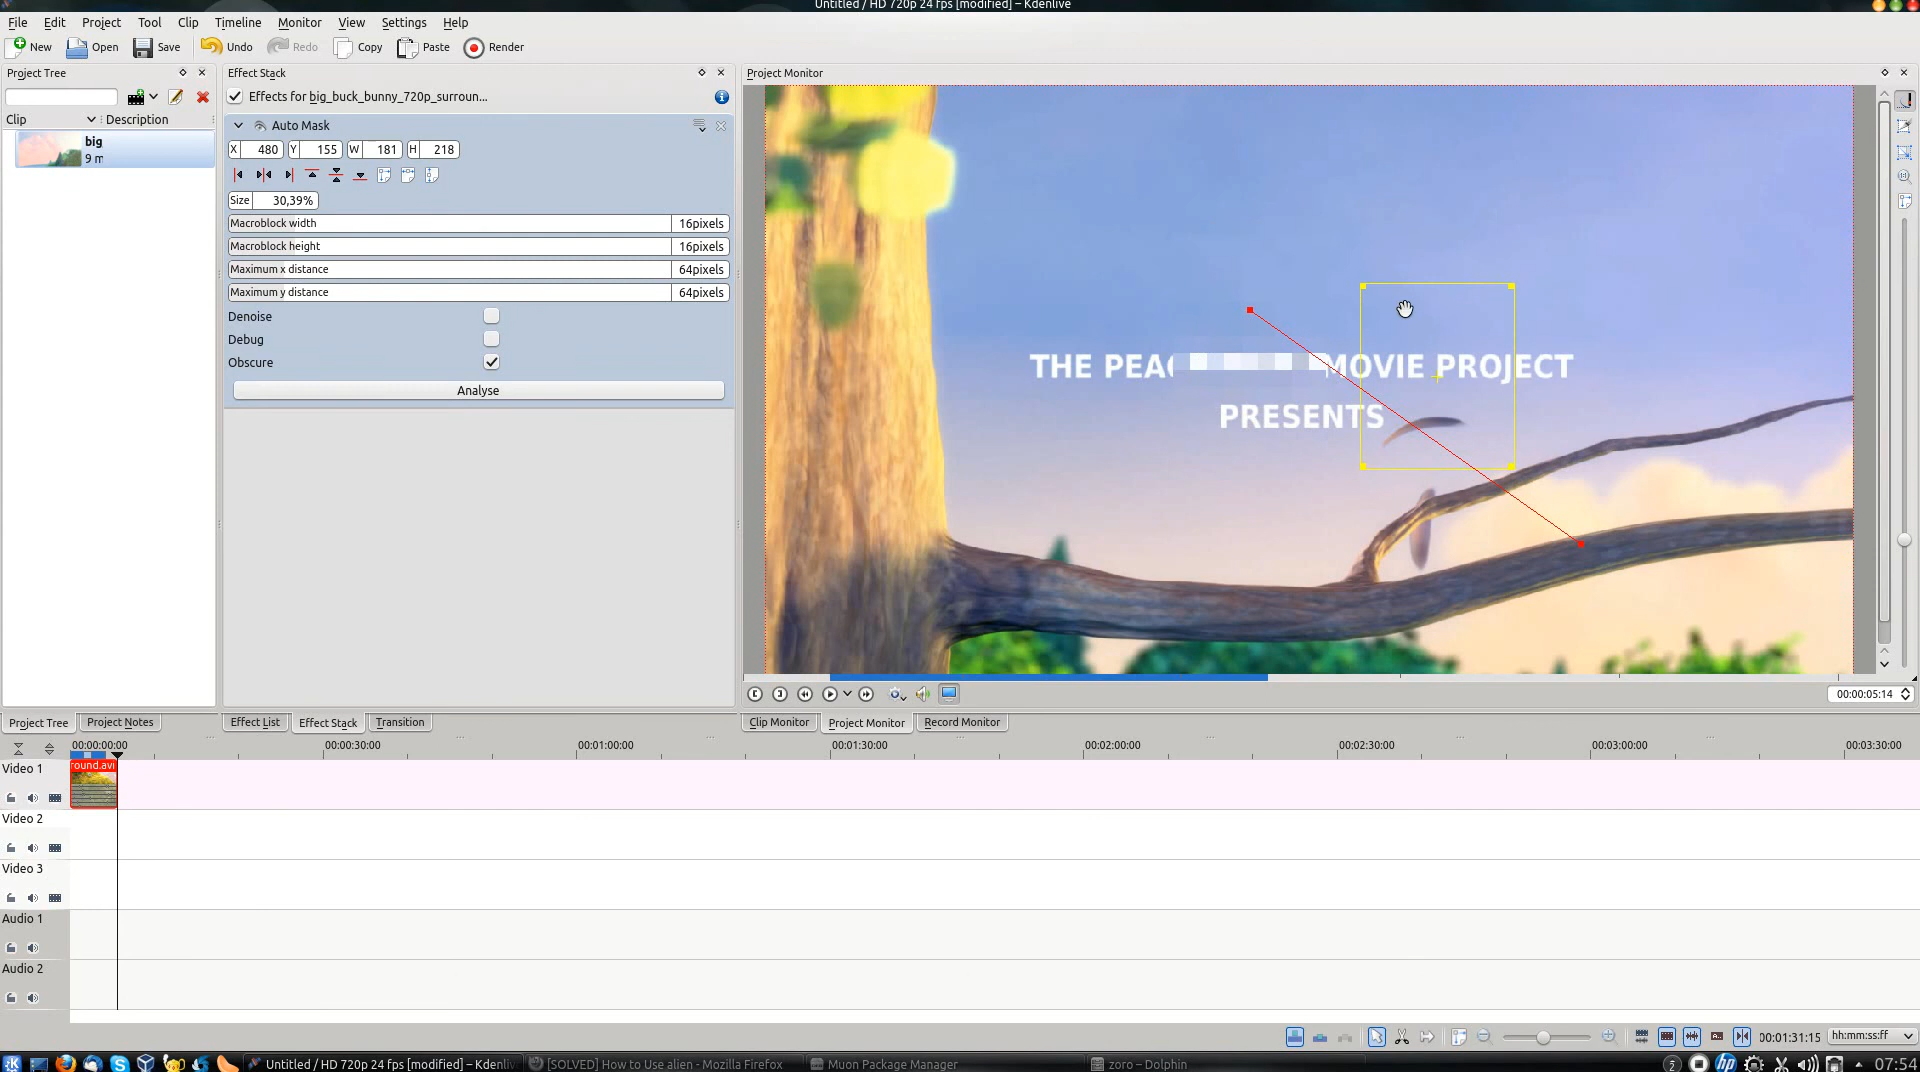 Untitled / HD 720p 24 fps [modified] – Kdenlive
File Edit Project Tool Clip Timeline Monitor View Settings Help
New Open Save Undo Redo Copy Paste Render
Project Tree
Clip Description
big
9 m
Project Tree Project Notes
Effect Stack
Effects for big_buck_bunny_720p_surroun...
Auto Mask
X 480 Y 155 W 181 H 218
Size 30,39%
Macroblock width 16pixels
Macroblock height 16pixels
Maximum x distance 64pixels
Maximum y distance 64pixels
Denoise
Debug
Obscure
Analyse
Effect List Effect Stack Transition
Project Monitor
THE PEAC MOVIE PROJECT
PRESENTS
00:00:05:14
Clip Monitor Project Monitor Record Monitor
00:00:00:00 00:00:30:00 00:01:00:00 00:01:30:00 00:02:00:00 00:02:30:00 00:03:00:00 00:03:30:00
Video 1
round.avi
Video 2
Video 3
Audio 1
Audio 2
00:01:31:15 hh:mm:ss:ff
Untitled / HD 720p 24 fps [modified] – Kdenliv [SOLVED] How to Use alien - Mozilla Firefox Muon Package Manager zoro – Dolphin
2 hp 07:54